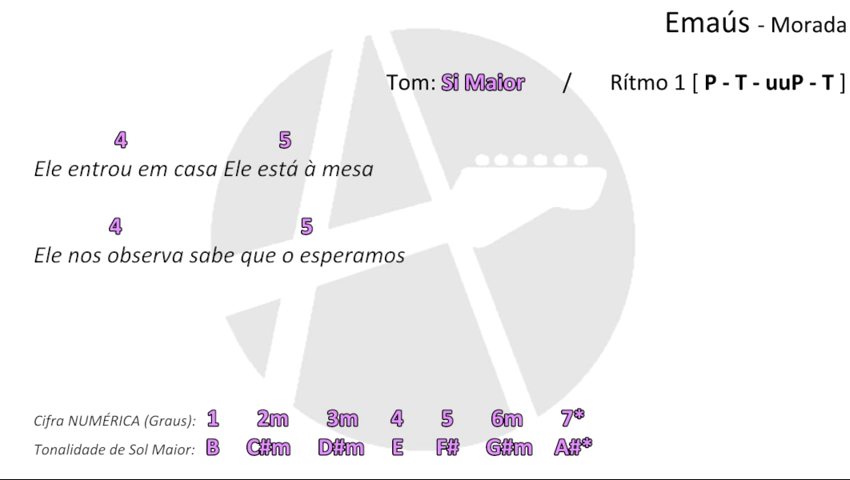 Emaús - Morada
Tom: Si Maior / Rítmo 1 [ P - T - uuP - T ]
4 5
Ele entrou em casa Ele está à mesa
4 5
Ele nos observa sabe que o esperamos
Cifra NUMÉRICA (Graus): 1 2m 3m 4 5 6m 7*
Tonalidade de Sol Maior: B C#m D#m E F# G#m A#*